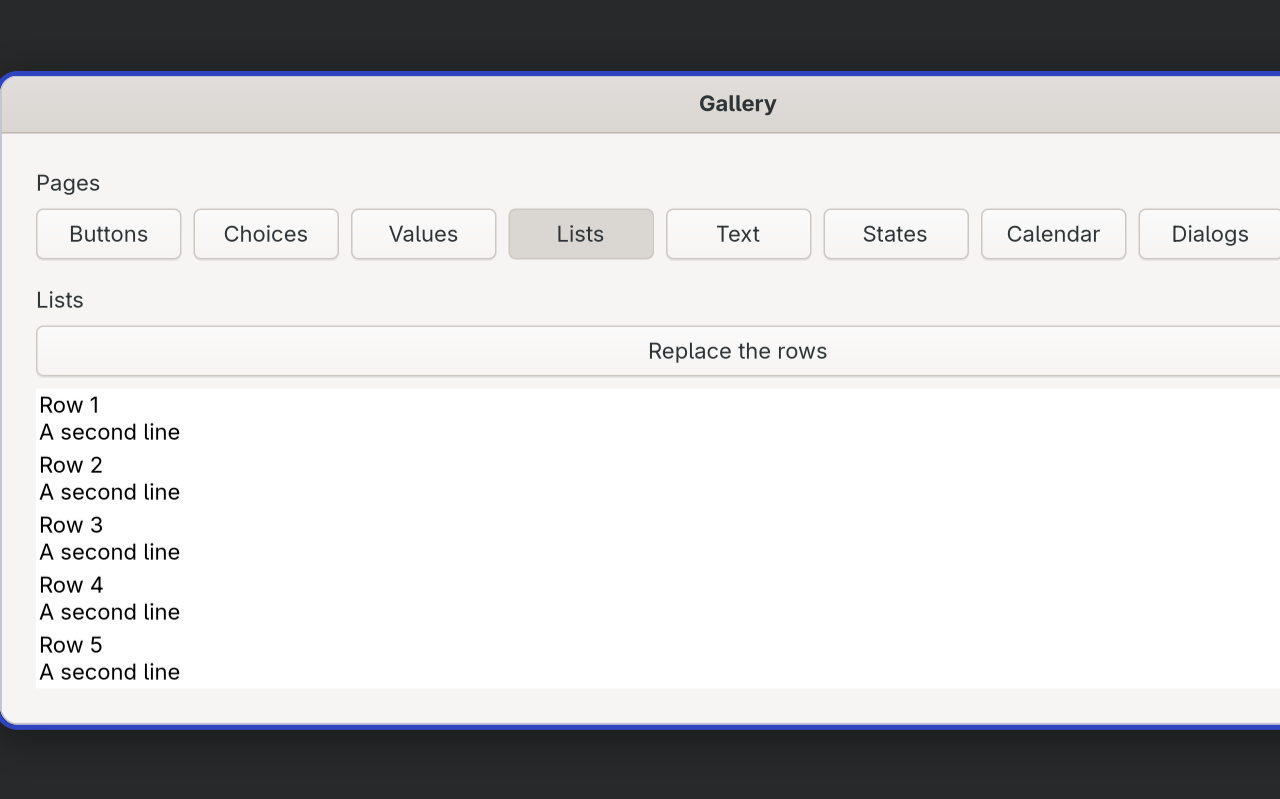 Gallery
Pages
Buttons Choices Values Lists Text States Calendar Dialogs
Lists
Replace the rows
Row 1
A second line
Row 2
A second line
Row 3
A second line
Row 4
A second line
Row 5
A second line